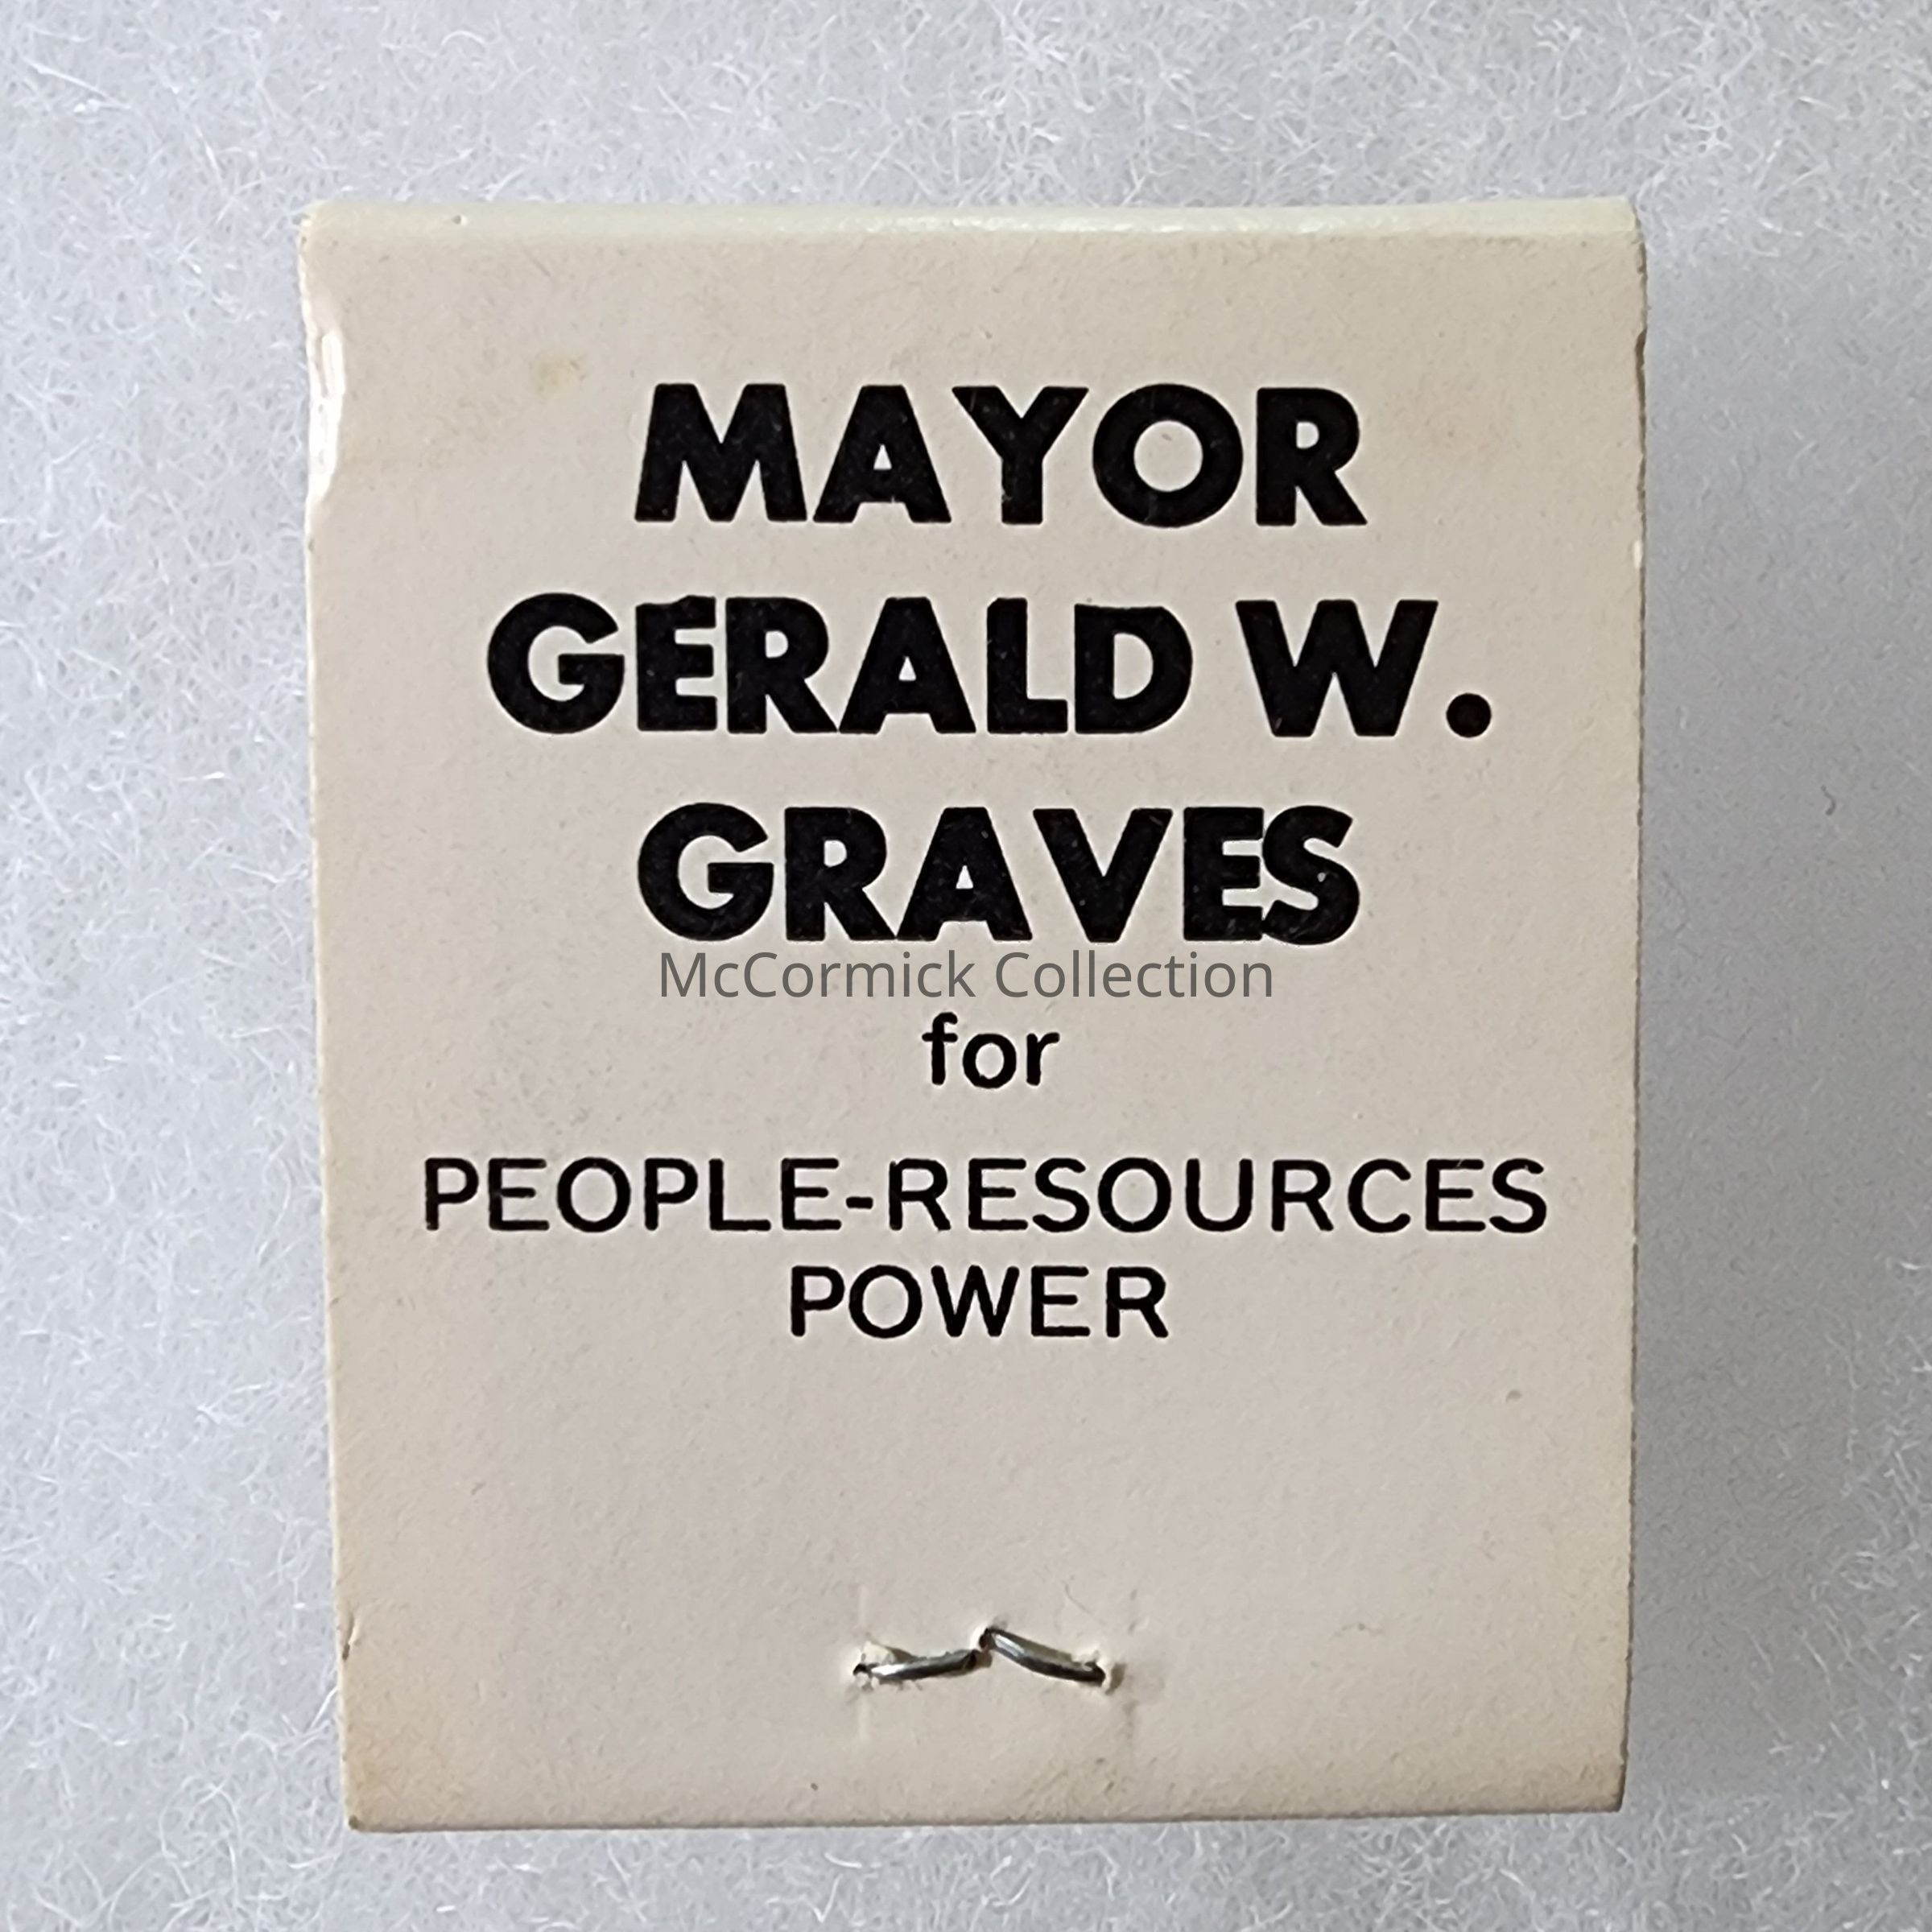 MAYOR
GERALD W.
GRAVES
McCormick Collection
for
PEOPLE-RESOURCES
POWER